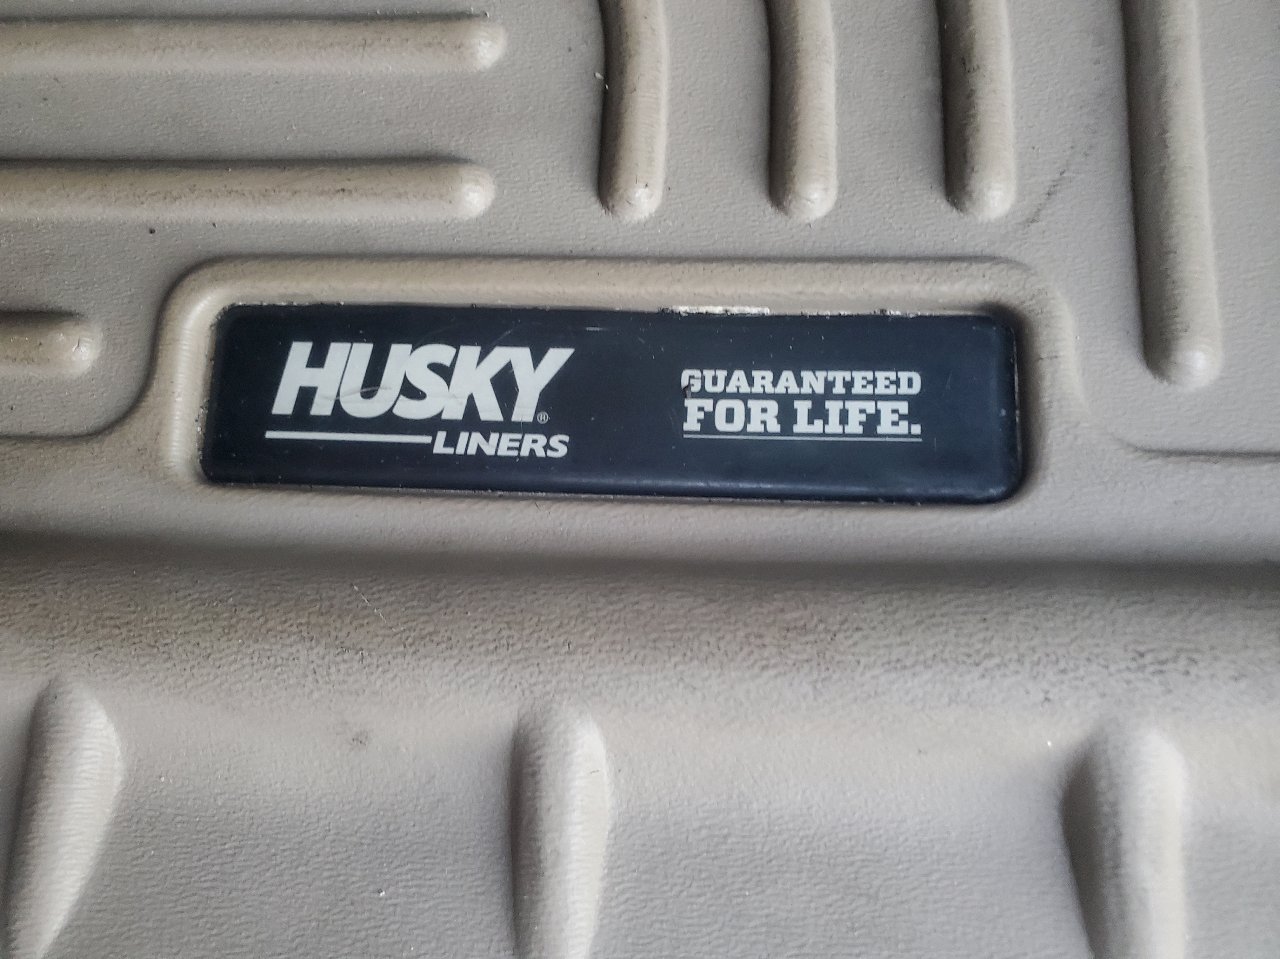 HUSKY®
LINERS
GUARANTEED
FOR LIFE.